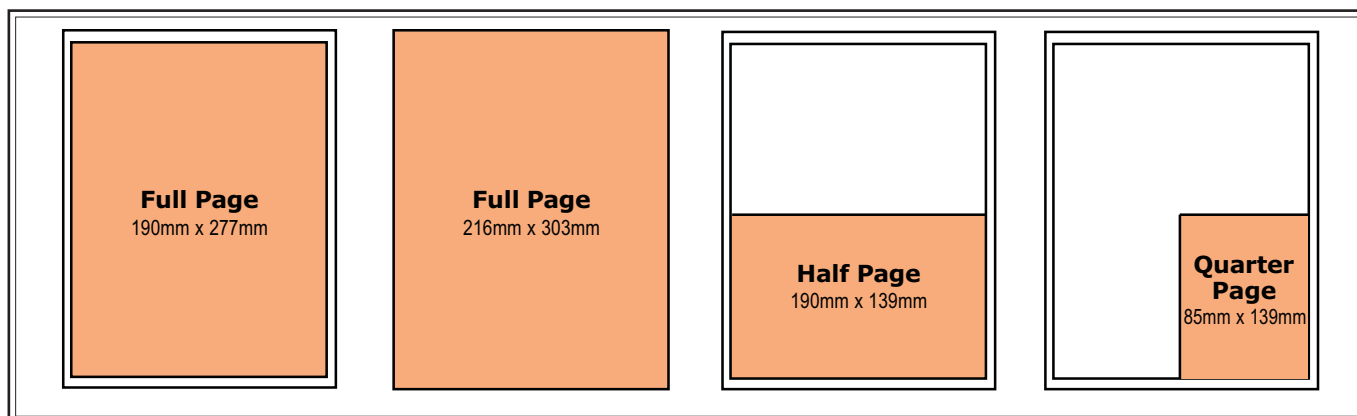 Full Page
190mm x 277mm
Full Page
216mm x 303mm
Half Page
190mm x 139mm
Quarter
Page
85mm x 139mm